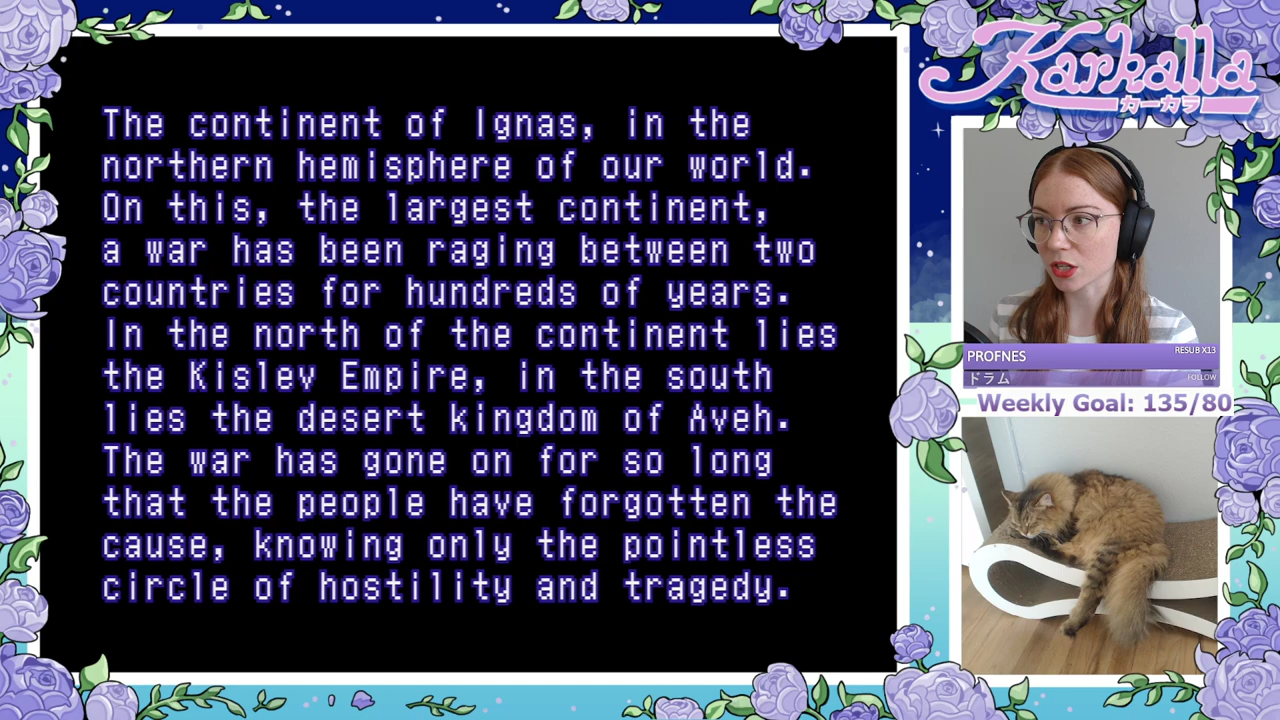 The continent of Ignas, in the
northern hemisphere of our world.
On this, the largest continent,
a war has been raging between two
countries for hundreds of years.
In the north of the continent lies
the Kislev Empire, in the south
lies the desert kingdom of Aveh.
The war has gone on for so long
that the people have forgotten the
cause, knowing only the pointless
circle of hostility and tragedy.
Karkalla
カーカラ
PROFNES
RESUB X13
ドラム
FOLLOW
Weekly Goal: 135/80